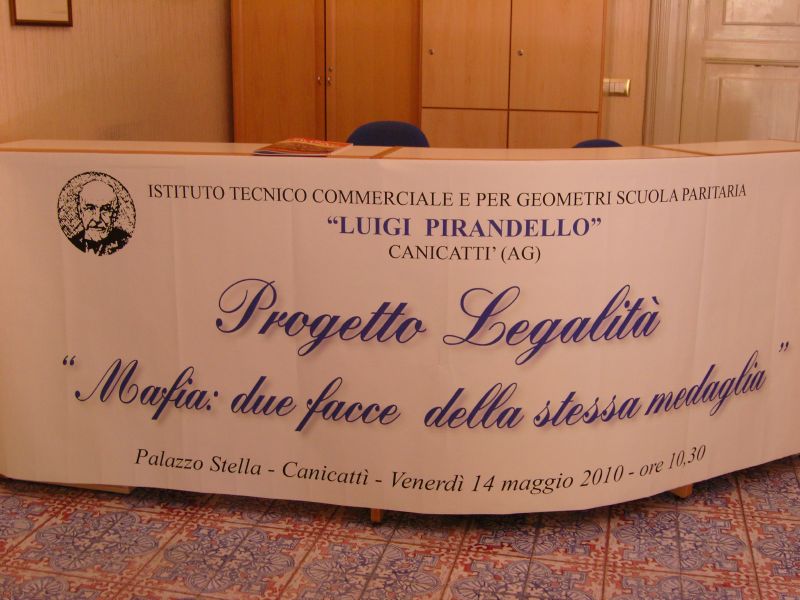 ISTITUTO TECNICO COMMERCIALE E PER GEOMETRI SCUOLA PARITARIA
“LUIGI PIRANDELLO”
CANICATTI’ (AG)
Progetto Legalità
“Mafia: due facce della stessa medaglia”
Palazzo Stella - Canicattì - Venerdì 14 maggio 2010 - ore 10,30